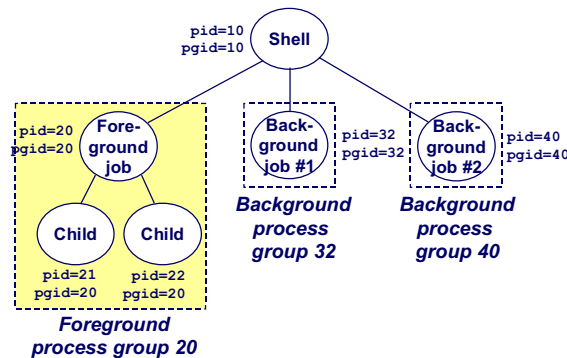 pid=10
pgid=10
Shell
pid=20
pgid=20
Fore-
ground
job
Back-
ground
job #1
pid=32
pgid=32
Back-
ground
job #2
pid=40
pgid=40
Child
Child
pid=21
pgid=20
pid=22
pgid=20
Background
process
group 32
Background
process
group 40
Foreground
process group 20